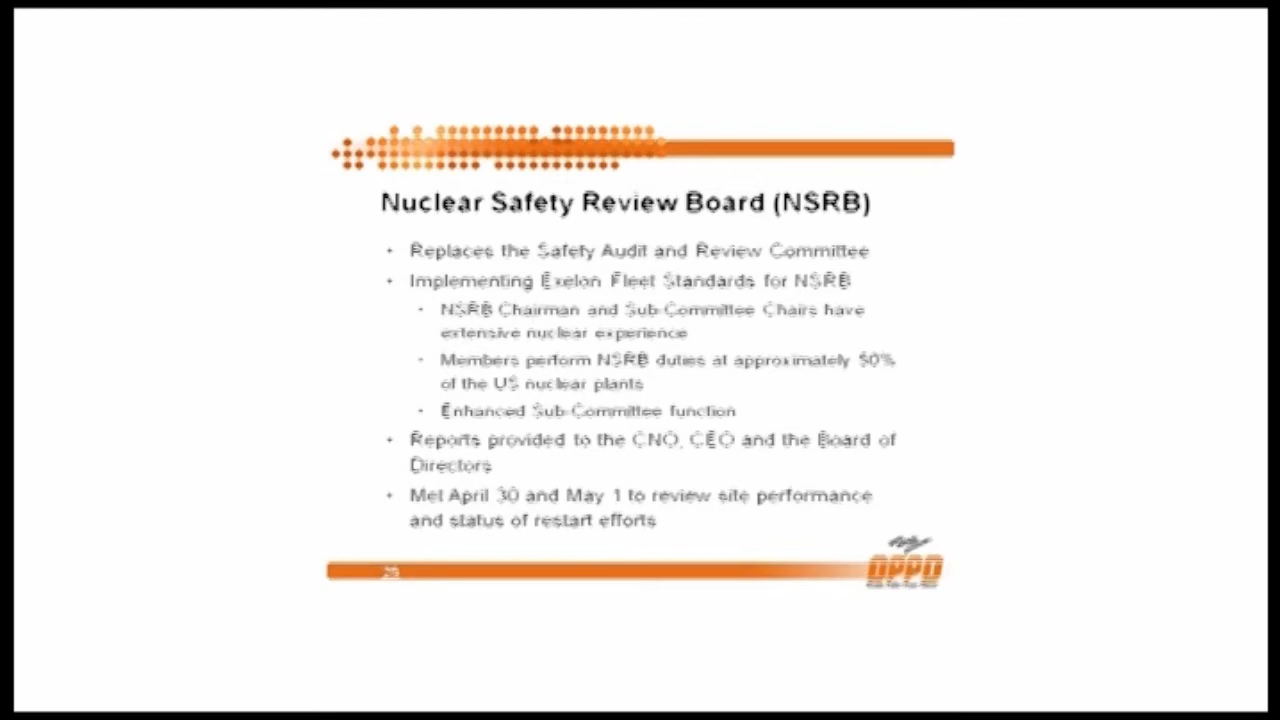 Nuclear Safety Review Board (NSRB)
• Replaces the Safety Audit and Review Committee
• Implementing Exelon Fleet Standards for NSRB
• NSRB Chairman and Sub-Committee Chairs have
extensive nuclear experience
• Members perform NSRB duties at approximately 50%
of the US nuclear plants
• Enhanced Sub-Committee function
• Reports provided to the CNO, CEO and the Board of
Directors
• Met April 30 and May 1 to review site performance
and status of restart efforts
OPPD